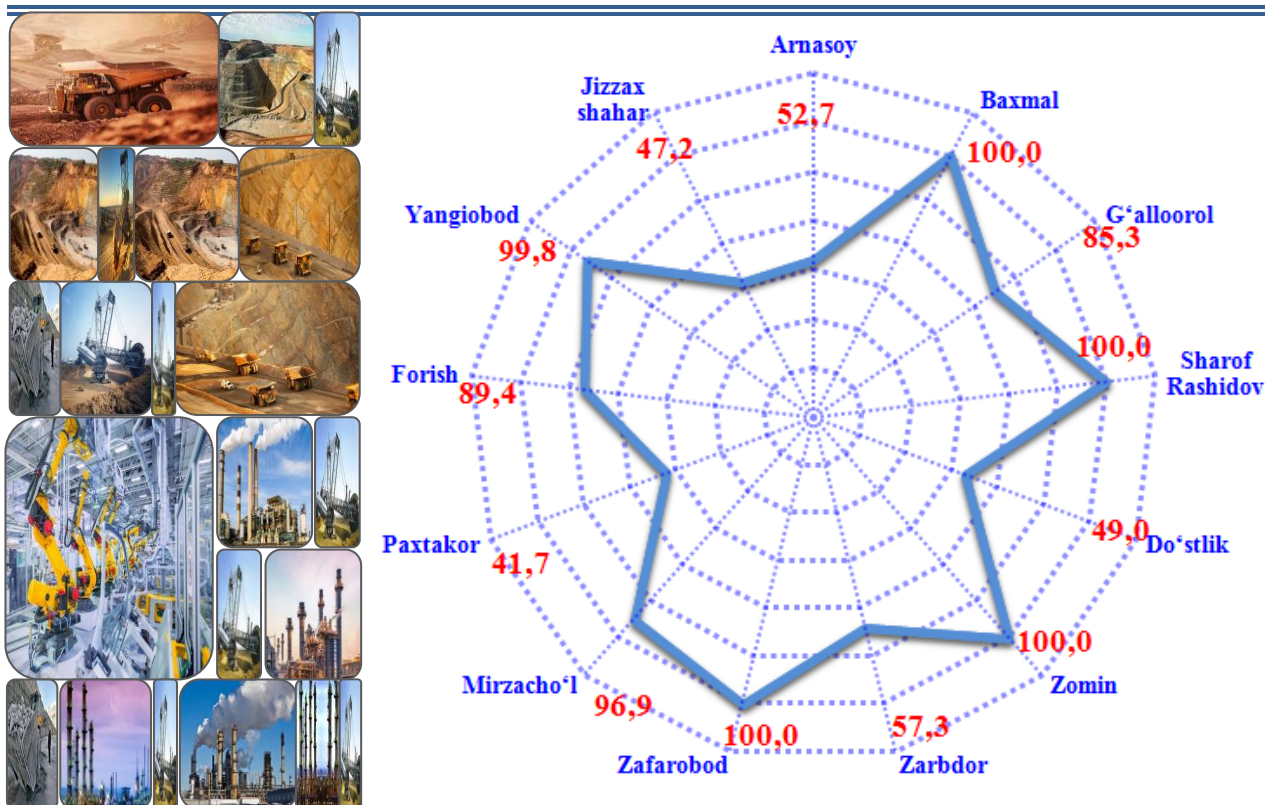 Arnasoy
52,7
Baxmal
100,0
G‘alloorol
85,3
Sharof
Rashidov
100,0
Do‘stlik
49,0
Zomin
100,0
Zarbdor
57,3
Zafarobod
100,0
Mirzacho‘l
96,9
Paxtakor
41,7
Forish
89,4
Yangiobod
99,8
Jizzax
shahar
47,2